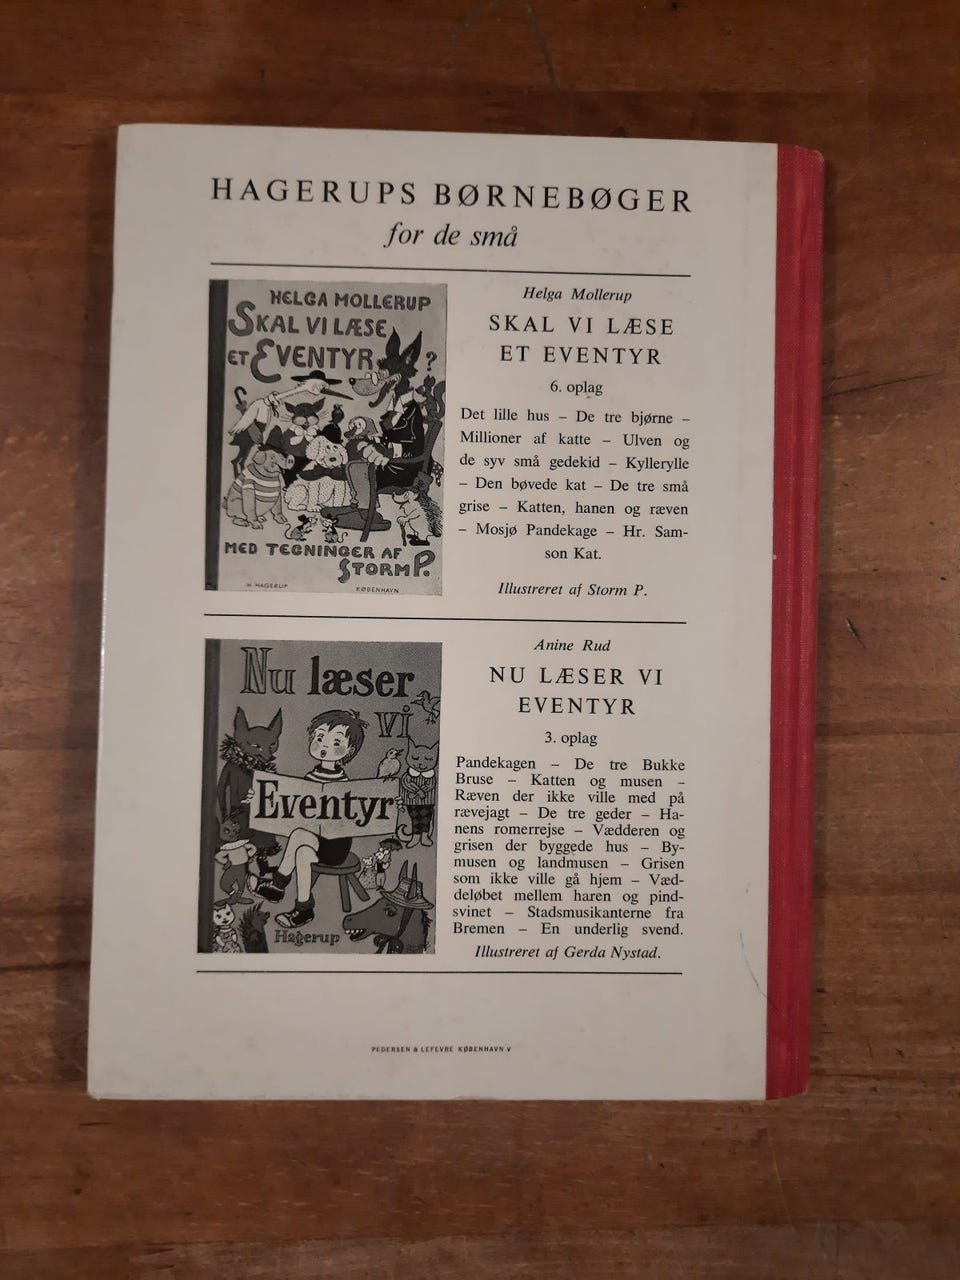 HAGERUPS BØRNEBØGER
for de små
HELGA MOLLERUP
SKAL VI LÆSE
ET EVENTYR ?
MED TEGNINGER AF
STORM P.
H HAGERUP KØBENHAVN
Helga Mollerup
SKAL VI LÆSE
ET EVENTYR
6. oplag
Det lille hus – De tre bjørne –
Millioner af katte – Ulven og
de syv små gedekid – Kyllerylle
– Den bøvede kat – De tre små
grise – Katten, hanen og ræven
– Mosjø Pandekage – Hr. Sam-
son Kat.
Illustreret af Storm P.
Nu læser
vi
Eventyr
Hagerup
Anine Rud
NU LÆSER VI
EVENTYR
3. oplag
Pandekagen – De tre Bukke
Bruse – Katten og musen –
Ræven der ikke ville med på
rævejagt – De tre geder – Ha-
nens romerrejse – Vædderen og
grisen der byggede hus – By-
musen og landmusen – Grisen
som ikke ville gå hjem – Væd-
deløbet mellem haren og pind-
svinet – Stadsmusikanterne fra
Bremen – En underlig svend.
Illustreret af Gerda Nystad.
PEDERSEN & LEFEVRE KØBENHAVN V